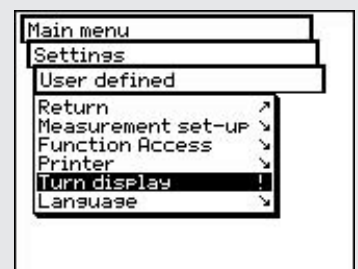 Main menu
Settings
User defined
Return ↗
Measurement set-up ↘
Function Access ↘
Printer ↘
Turn display !
Language ↘